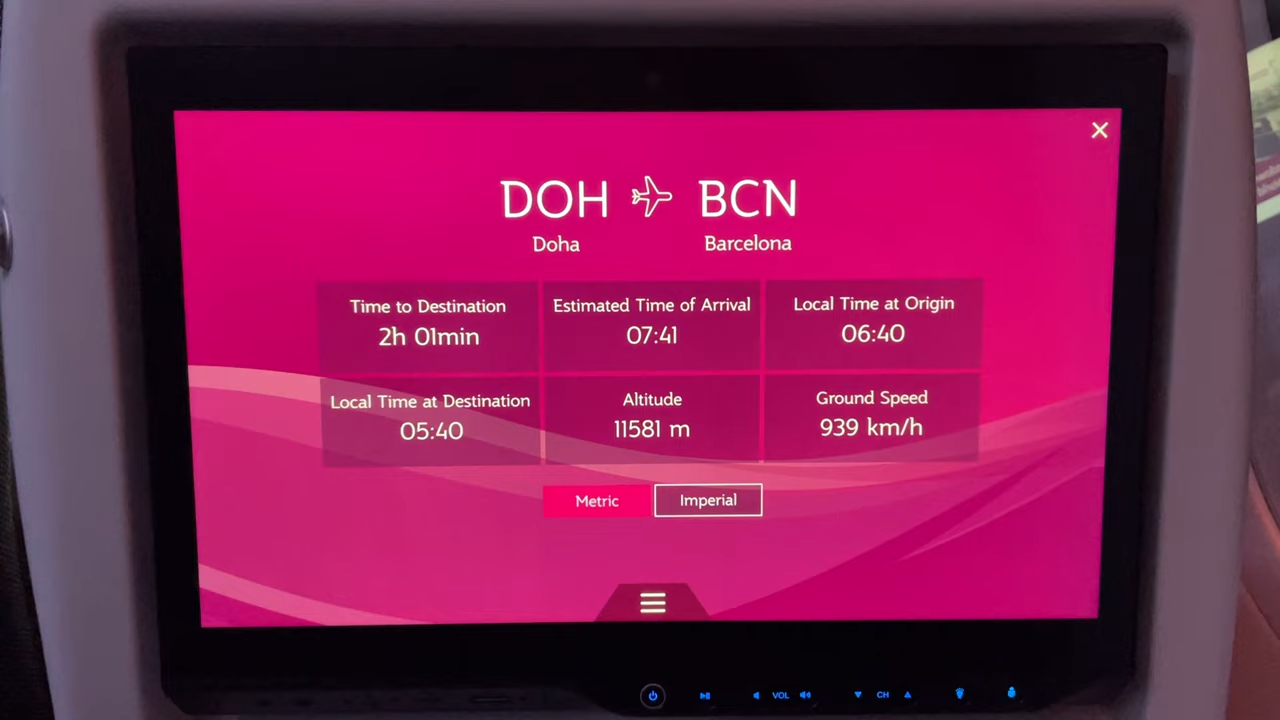 DOH BCN
Doha Barcelona
Time to Destination
2h 01min
Estimated Time of Arrival
07:41
Local Time at Origin
06:40
Local Time at Destination
05:40
Altitude
11581 m
Ground Speed
939 km/h
Metric Imperial
VOL CH